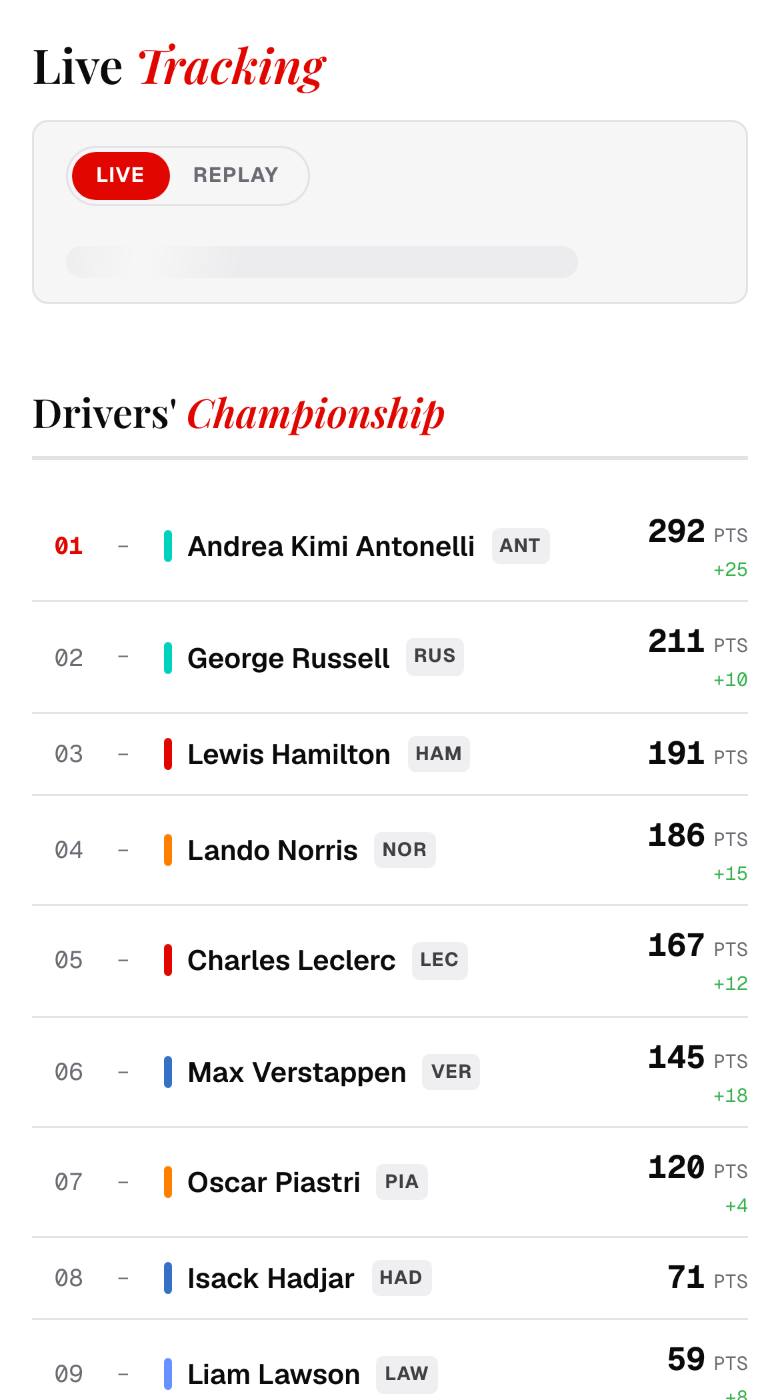 Live Tracking
LIVE REPLAY
Drivers' Championship
01 – Andrea Kimi Antonelli ANT 292 PTS
+25
02 – George Russell RUS 211 PTS
+10
03 – Lewis Hamilton HAM 191 PTS
04 – Lando Norris NOR 186 PTS
+15
05 – Charles Leclerc LEC 167 PTS
+12
06 – Max Verstappen VER 145 PTS
+18
07 – Oscar Piastri PIA 120 PTS
+4
08 – Isack Hadjar HAD 71 PTS
09 – Liam Lawson LAW 59 PTS
+8